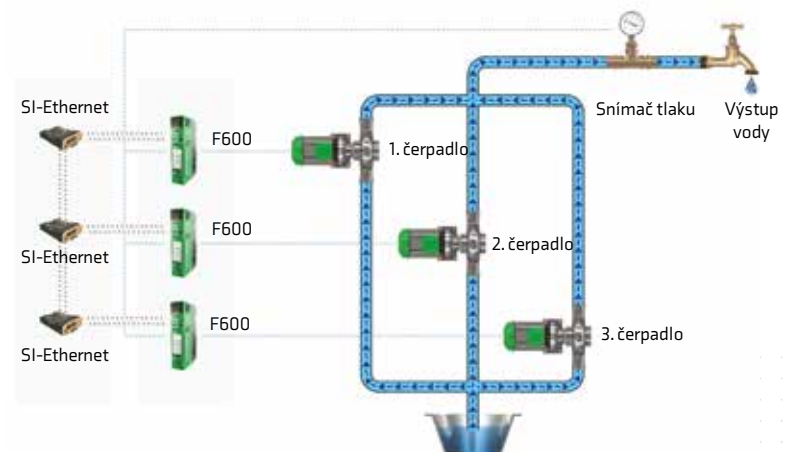 SI-Ethernet
F600
1. čerpadlo
Snímač tlaku
Výstup
vody
SI-Ethernet
F600
2. čerpadlo
SI-Ethernet
F600
3. čerpadlo